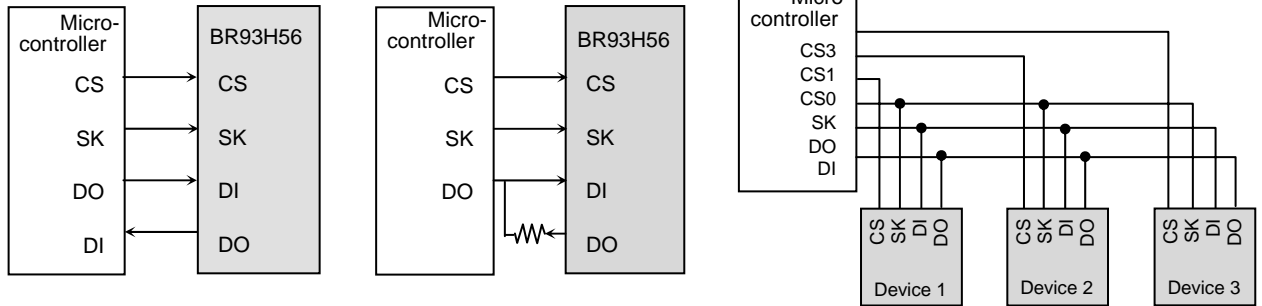 Micro-
controller
BR93H56
CS
CS
SK
SK
DO
DI
DI
DO
Micro-
controller
BR93H56
CS
CS
SK
SK
DO
DI
DO
controller
CS3
CS1
CS0
SK
DO
DI
CS
SK
DI
DO
Device 1
CS
SK
DI
DO
Device 2
CS
SK
DI
DO
Device 3